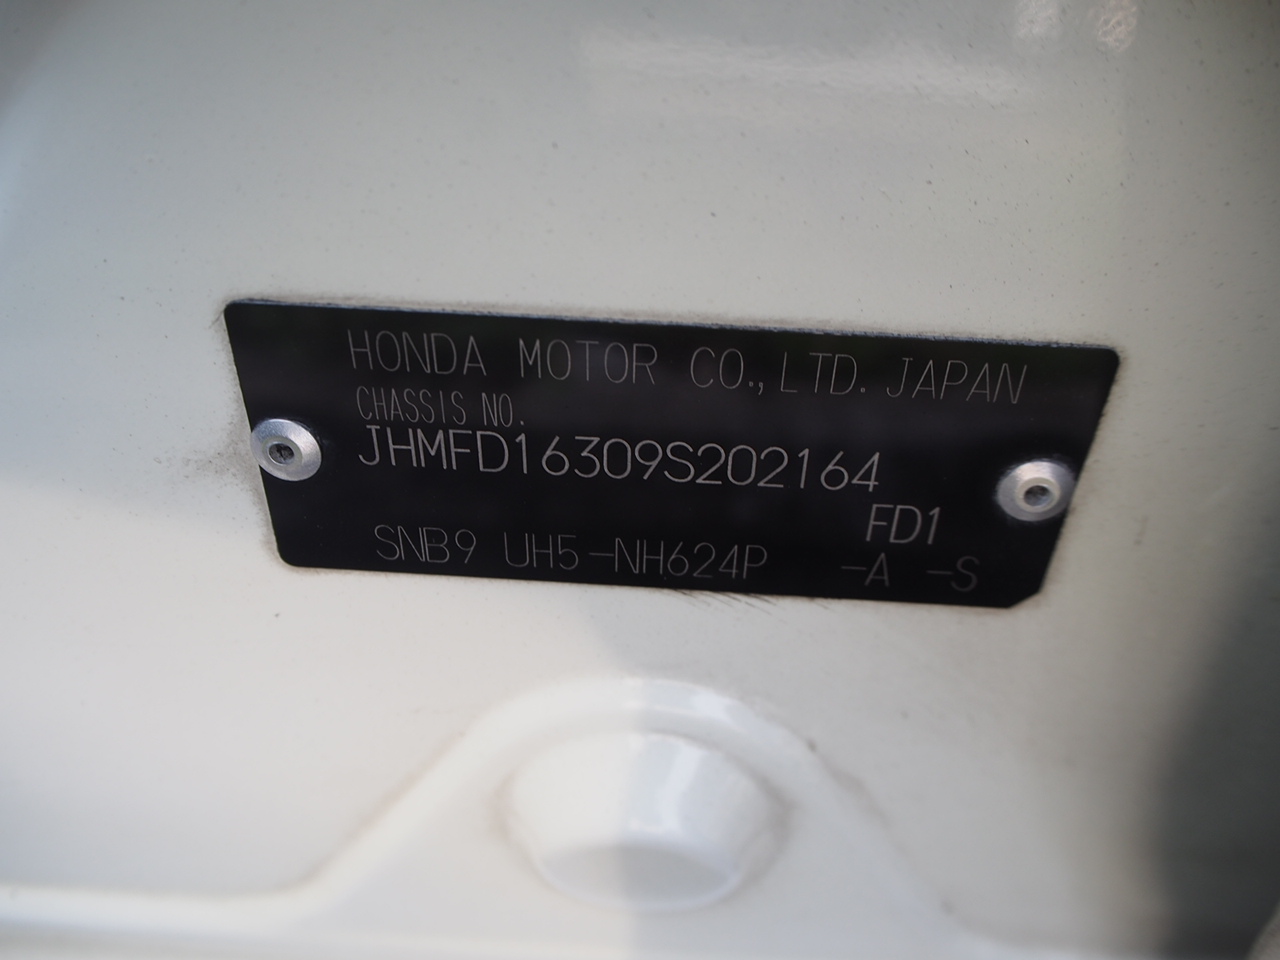 HONDA MOTOR CO., LTD. JAPAN
CHASSIS NO.
JHMFD16309S202164
FD1
SNB9 UH5-NH624P -A -S